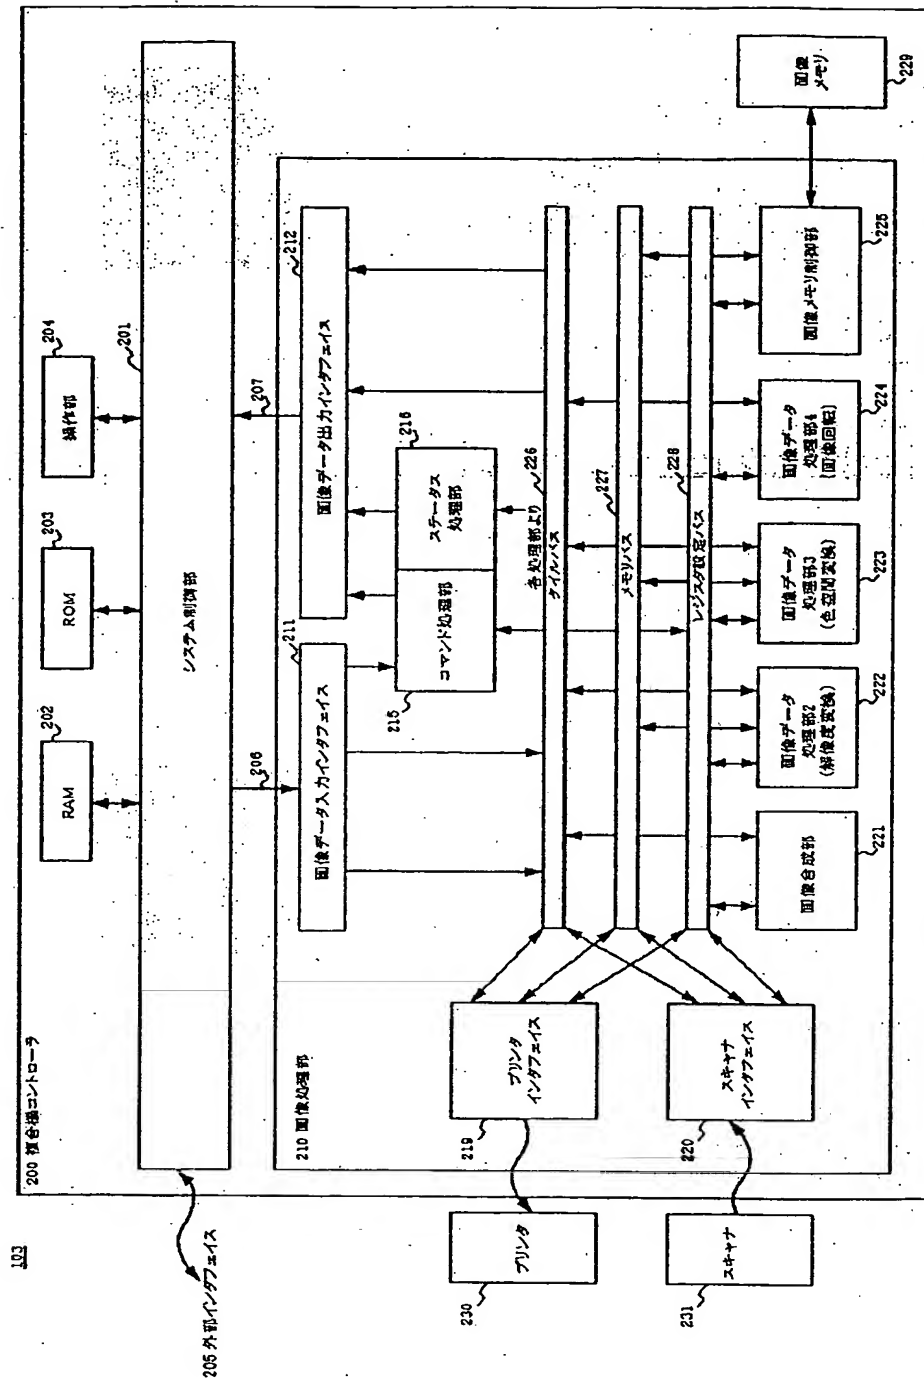 103
200 複合機コントローラ
205 外部インタフェイス
RAM
202
ROM
203
操作部
204
システム制御部
201
206
207
210 画像処理部
画像データ入力インタフェイス
211
画像データ出力インタフェイス
212
コマンド処理部
215
ステータス
処理部
216
各処理部より
226
タイルバス
227
メモリバス
228
レジスタ設定バス
プリンタ
インタフェイス
219
スキャナ
インタフェイス
220
プリンタ
230
スキャナ
231
画像合成部
221
画像データ
処理部2
(解像度変換)
222
画像データ
処理部3
(色空間変換)
223
画像データ
処理部4
(画像回転)
224
画像メモリ制御部
225
画像
メモリ
229